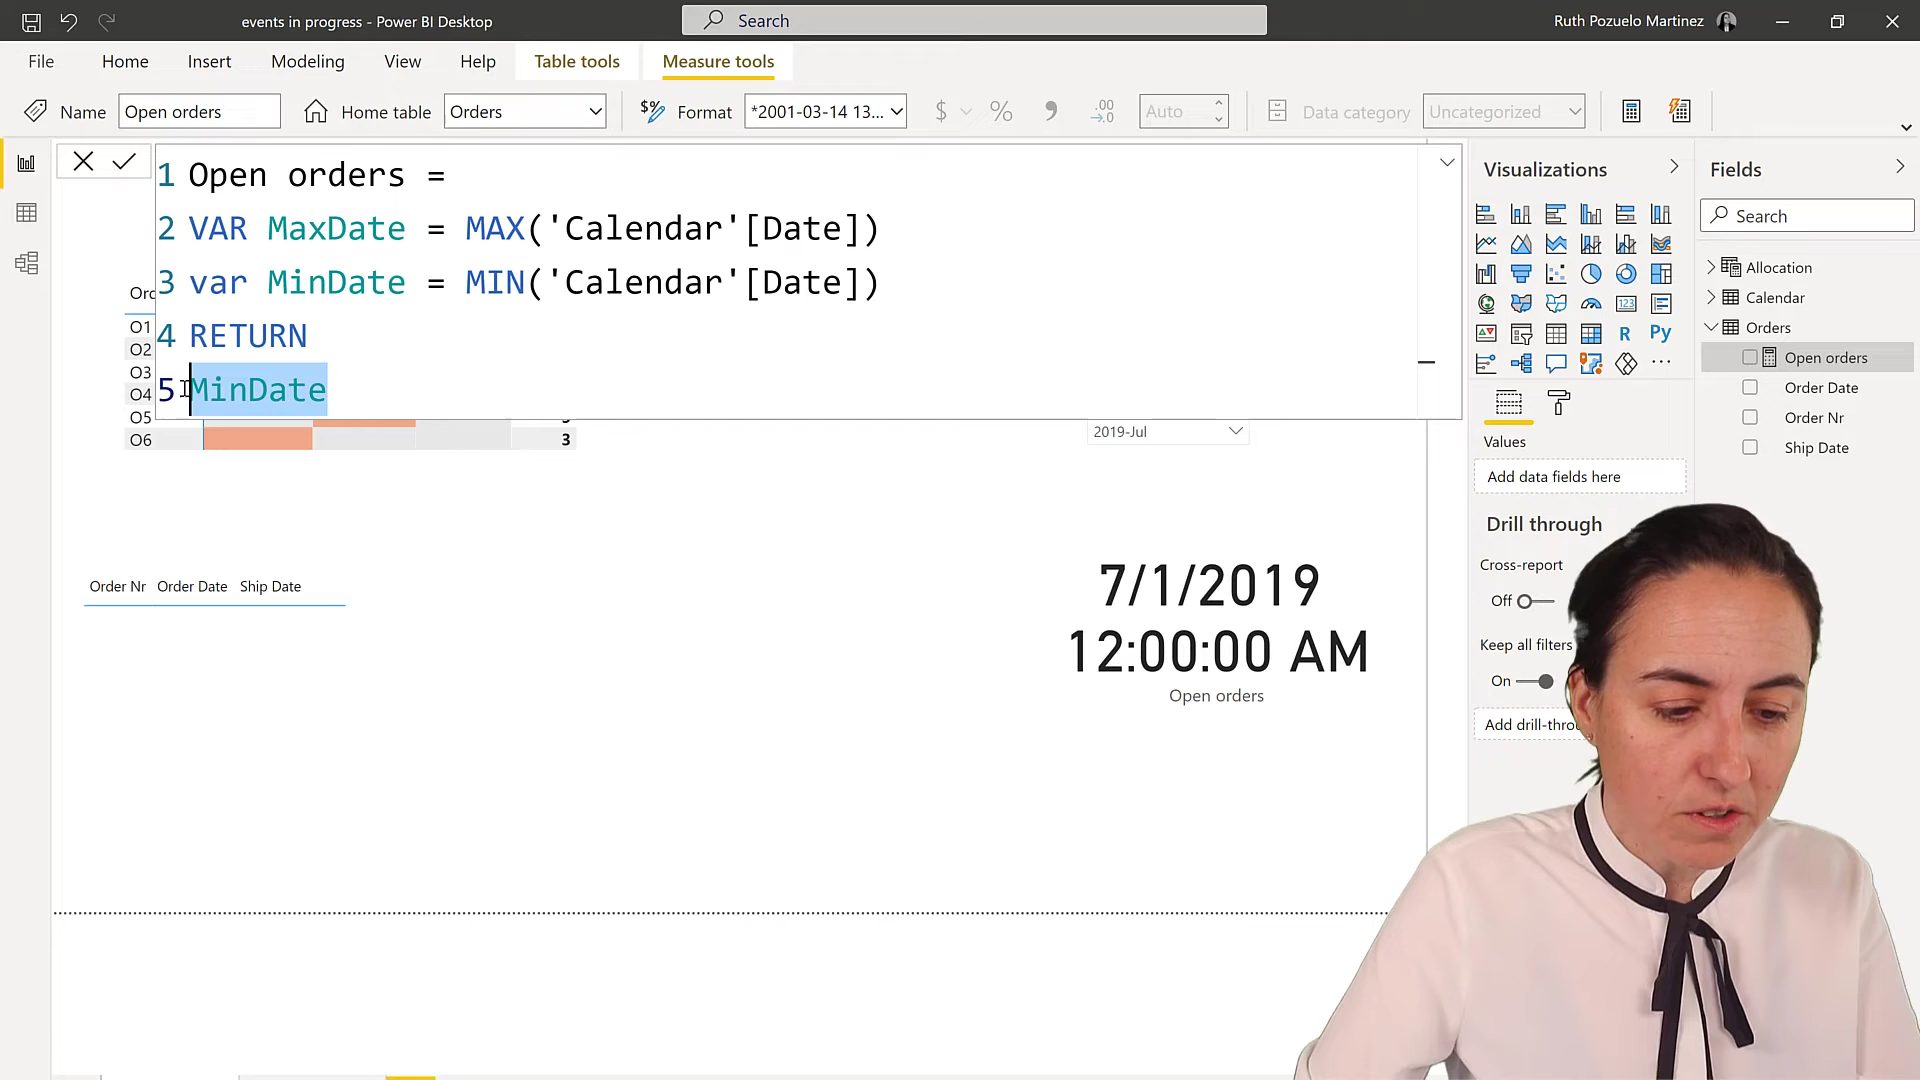 events in progress - Power BI Desktop
Search
Ruth Pozuelo Martinez
File Home Insert Modeling View Help Table tools Measure tools
Name Open orders Home table Orders $% Format *2001-03-14 13... $ % , .00 Auto Data category Uncategorized
1 Open orders =
2 VAR MaxDate = MAX('Calendar'[Date])
3 var MinDate = MIN('Calendar'[Date])
4 RETURN
5 MinDate
Visualizations
Fields
Search
Allocation
Calendar
Orders
Open orders
Order Date
Order Nr
Ship Date
123
R Py
Values
Add data fields here
Drill through
Cross-report
Off
Keep all filters
On
O1
O2
O3
O4
O5
O6 3
2019-Jul
Order Nr Order Date Ship Date
7/1/2019
12:00:00 AM
Open orders